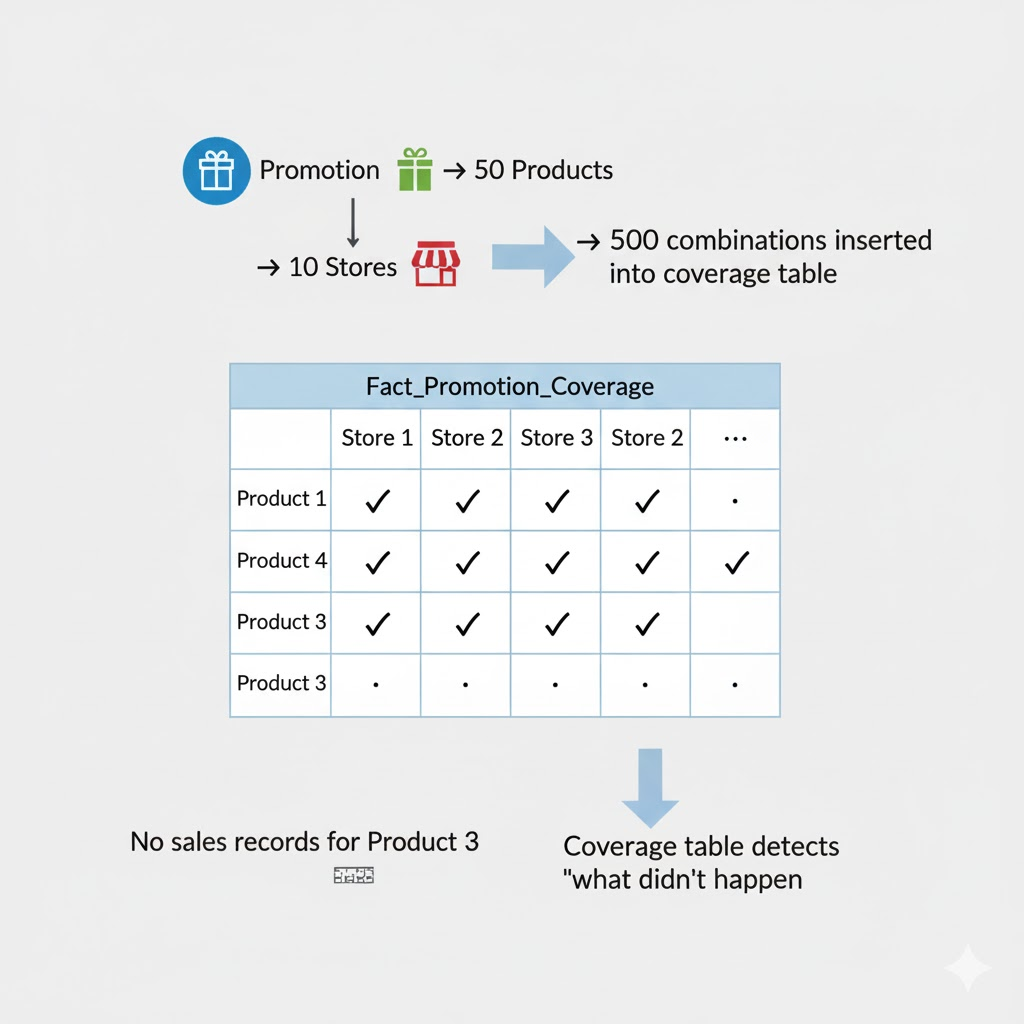 Promotion → 50 Products
→ 10 Stores
→ 500 combinations inserted
into coverage table
Fact_Promotion_Coverage
Store 1 Store 2 Store 3 Store 2 ...
Product 1 ✓ ✓ ✓ ✓ ·
Product 4 ✓ ✓ ✓ ✓ ✓
Product 3 ✓ ✓ ✓ ✓
Product 3 · · · · ·
No sales records for Product 3
Coverage table detects
"what didn't happen